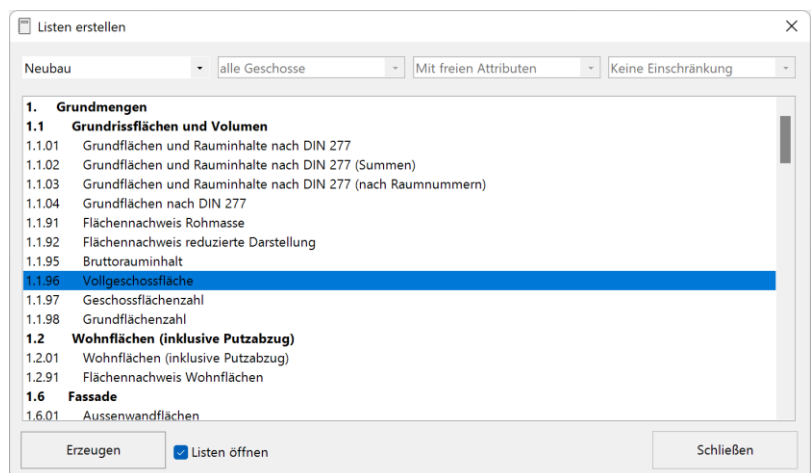 Listen erstellen
Neubau alle Geschosse Mit freien Attributen Keine Einschränkung
1. Grundmengen
1.1 Grundrissflächen und Volumen
1.1.01 Grundflächen und Rauminhalte nach DIN 277
1.1.02 Grundflächen und Rauminhalte nach DIN 277 (Summen)
1.1.03 Grundflächen und Rauminhalte nach DIN 277 (nach Raumnummern)
1.1.04 Grundflächen nach DIN 277
1.1.91 Flächennachweis Rohmasse
1.1.92 Flächennachweis reduzierte Darstellung
1.1.95 Bruttorauminhalt
1.1.96 Vollgeschossfläche
1.1.97 Geschossflächenzahl
1.1.98 Grundflächenzahl
1.2 Wohnflächen (inklusive Putzabzug)
1.2.01 Wohnflächen (inklusive Putzabzug)
1.2.91 Flächennachweis Wohnflächen
1.6 Fassade
1.6.01 Aussenwandflächen
Erzeugen Listen öffnen Schließen